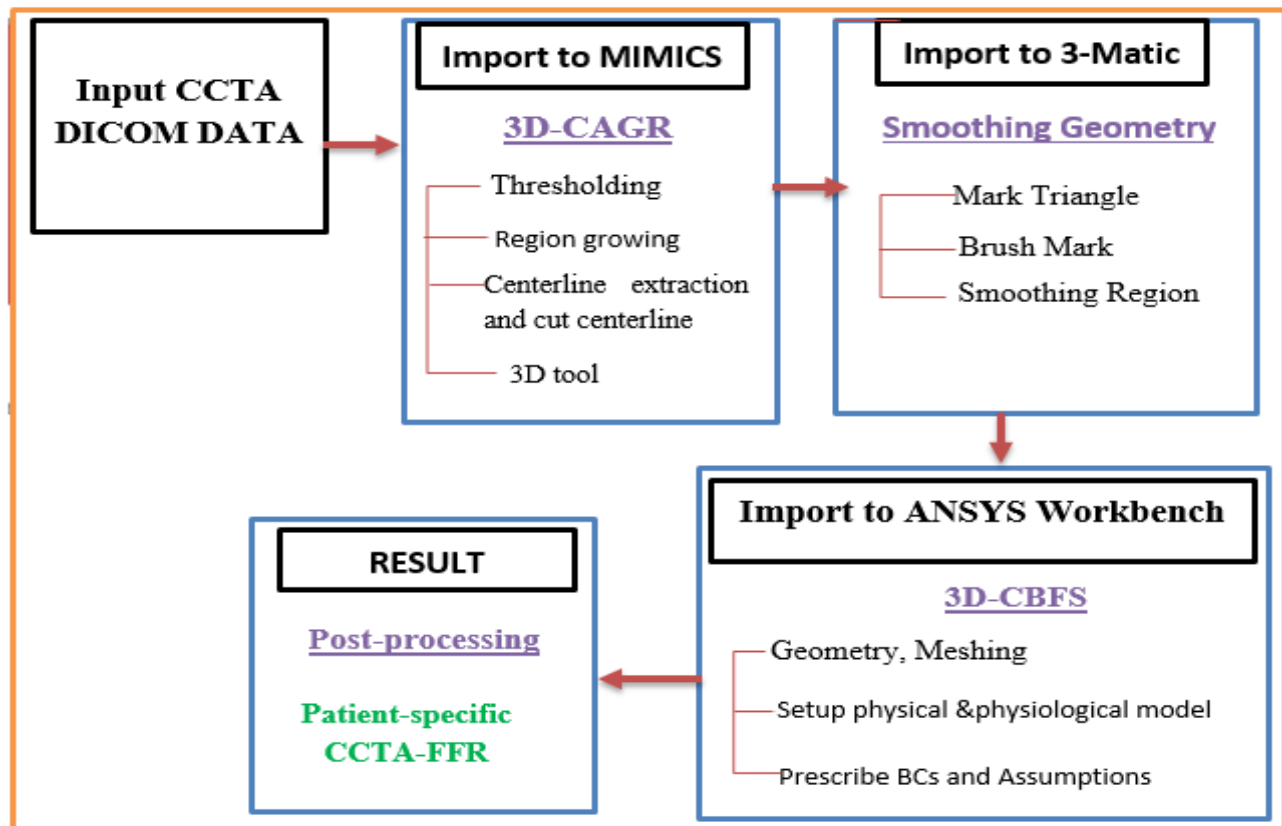 Input CCTA
DICOM DATA
Import to MIMICS
3D-CAGR
Thresholding
Region growing
Centerline extraction
and cut centerline
3D tool
Import to 3-Matic
Smoothing Geometry
Mark Triangle
Brush Mark
Smoothing Region
Import to ANSYS Workbench
3D-CBFS
Geometry, Meshing
Setup physical &physiological model
Prescribe BCs and Assumptions
RESULT
Post-processing
Patient-specific
CCTA-FFR